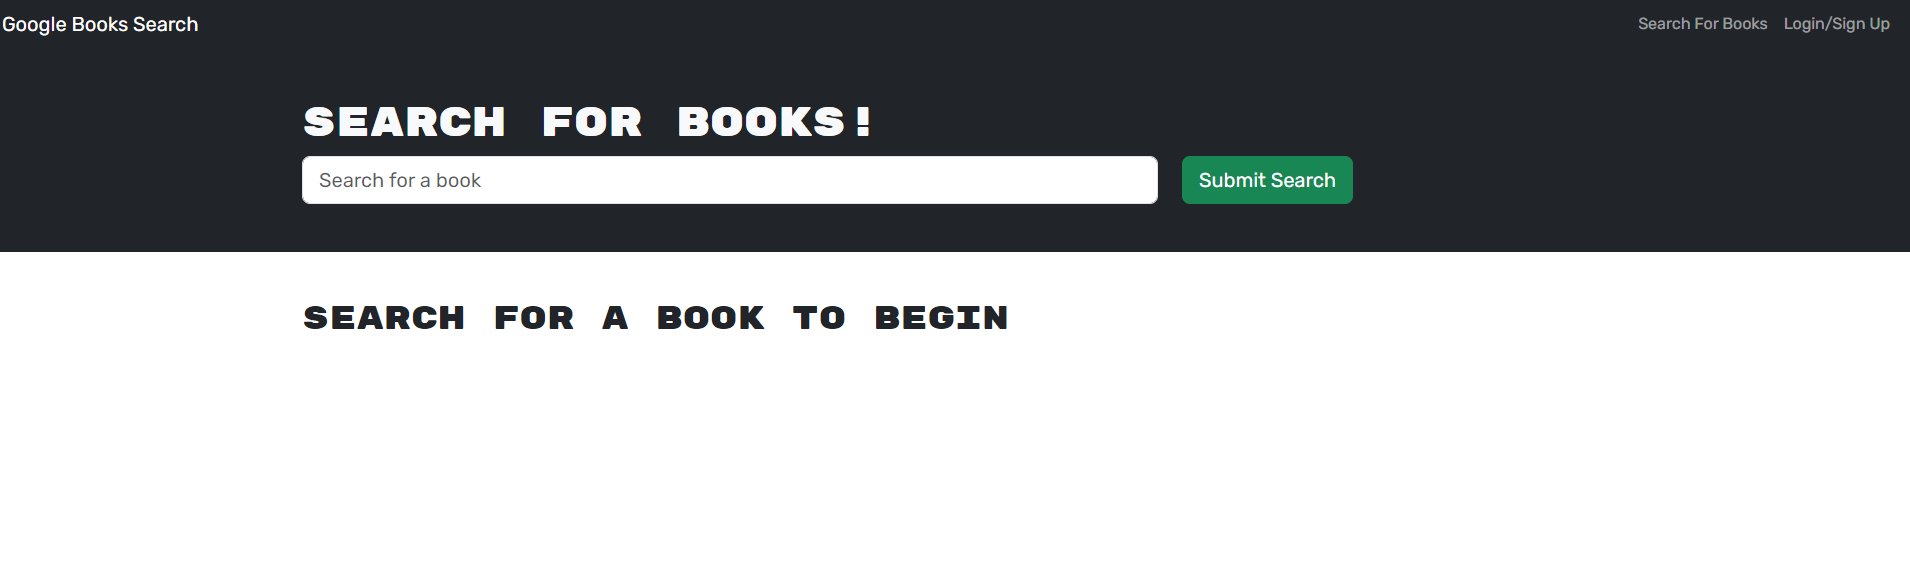 Google Books Search
Search For Books
Login/Sign Up
SEARCH FOR BOOKS!
Search for a book
Submit Search
SEARCH FOR A BOOK TO BEGIN